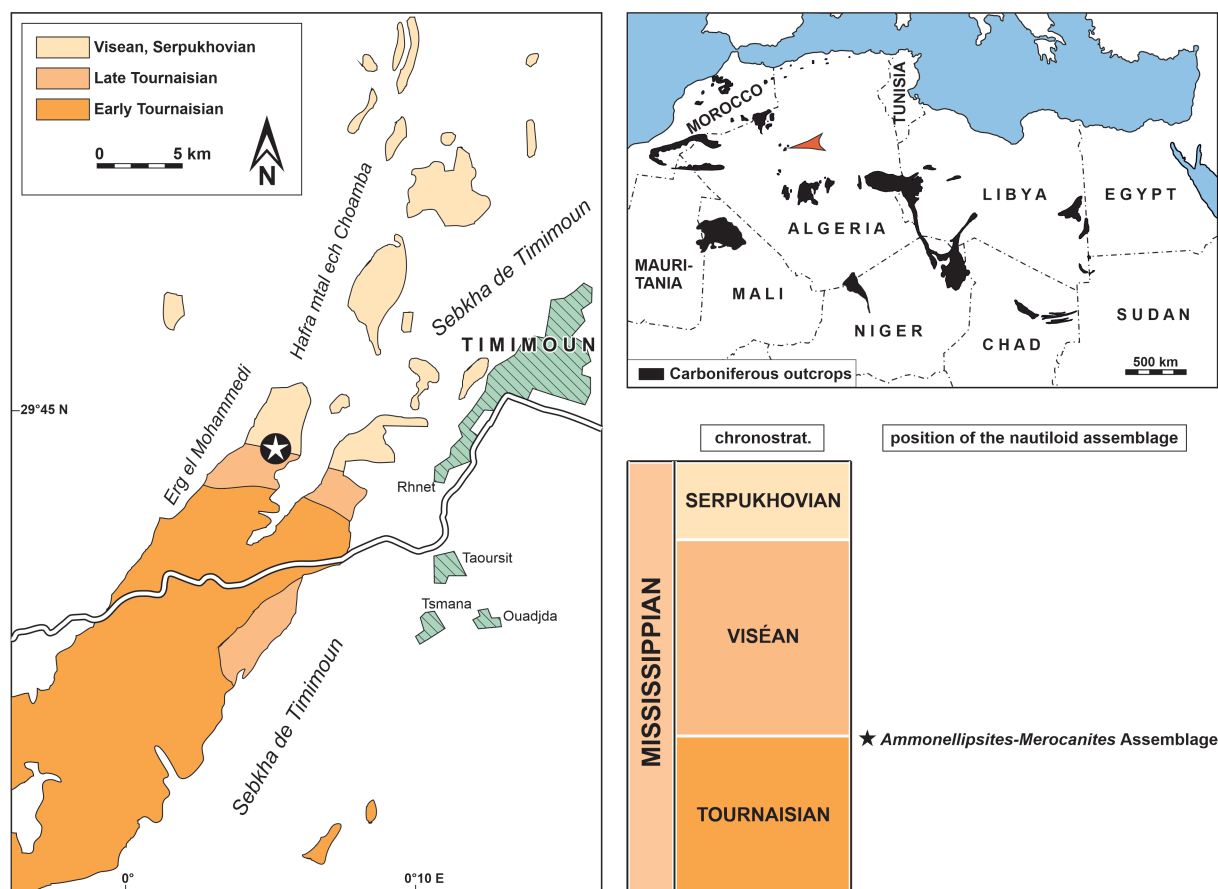 Visean, Serpukhovian
Late Tournaisian
Early Tournaisian
0 5 km
N
Hafra mtal ech Choamba
Sebkha de Timimoun
TIMIMOUN
Erg el Mohammedi
29°45 N
Rhnet
Taoursit
Tsmana
Ouadjda
Sebkha de Timimoun
0°
0°10 E
MOROCCO
TUNISIA
ALGERIA
LIBYA
EGYPT
MAURI-
TANIA
MALI
NIGER
CHAD
SUDAN
500 km
Carboniferous outcrops
chronostrat.
position of the nautiloid assemblage
MISSISSIPPIAN
SERPUKHOVIAN
VISÉAN
TOURNAISIAN
Ammonellipsites-Merocanites Assemblage